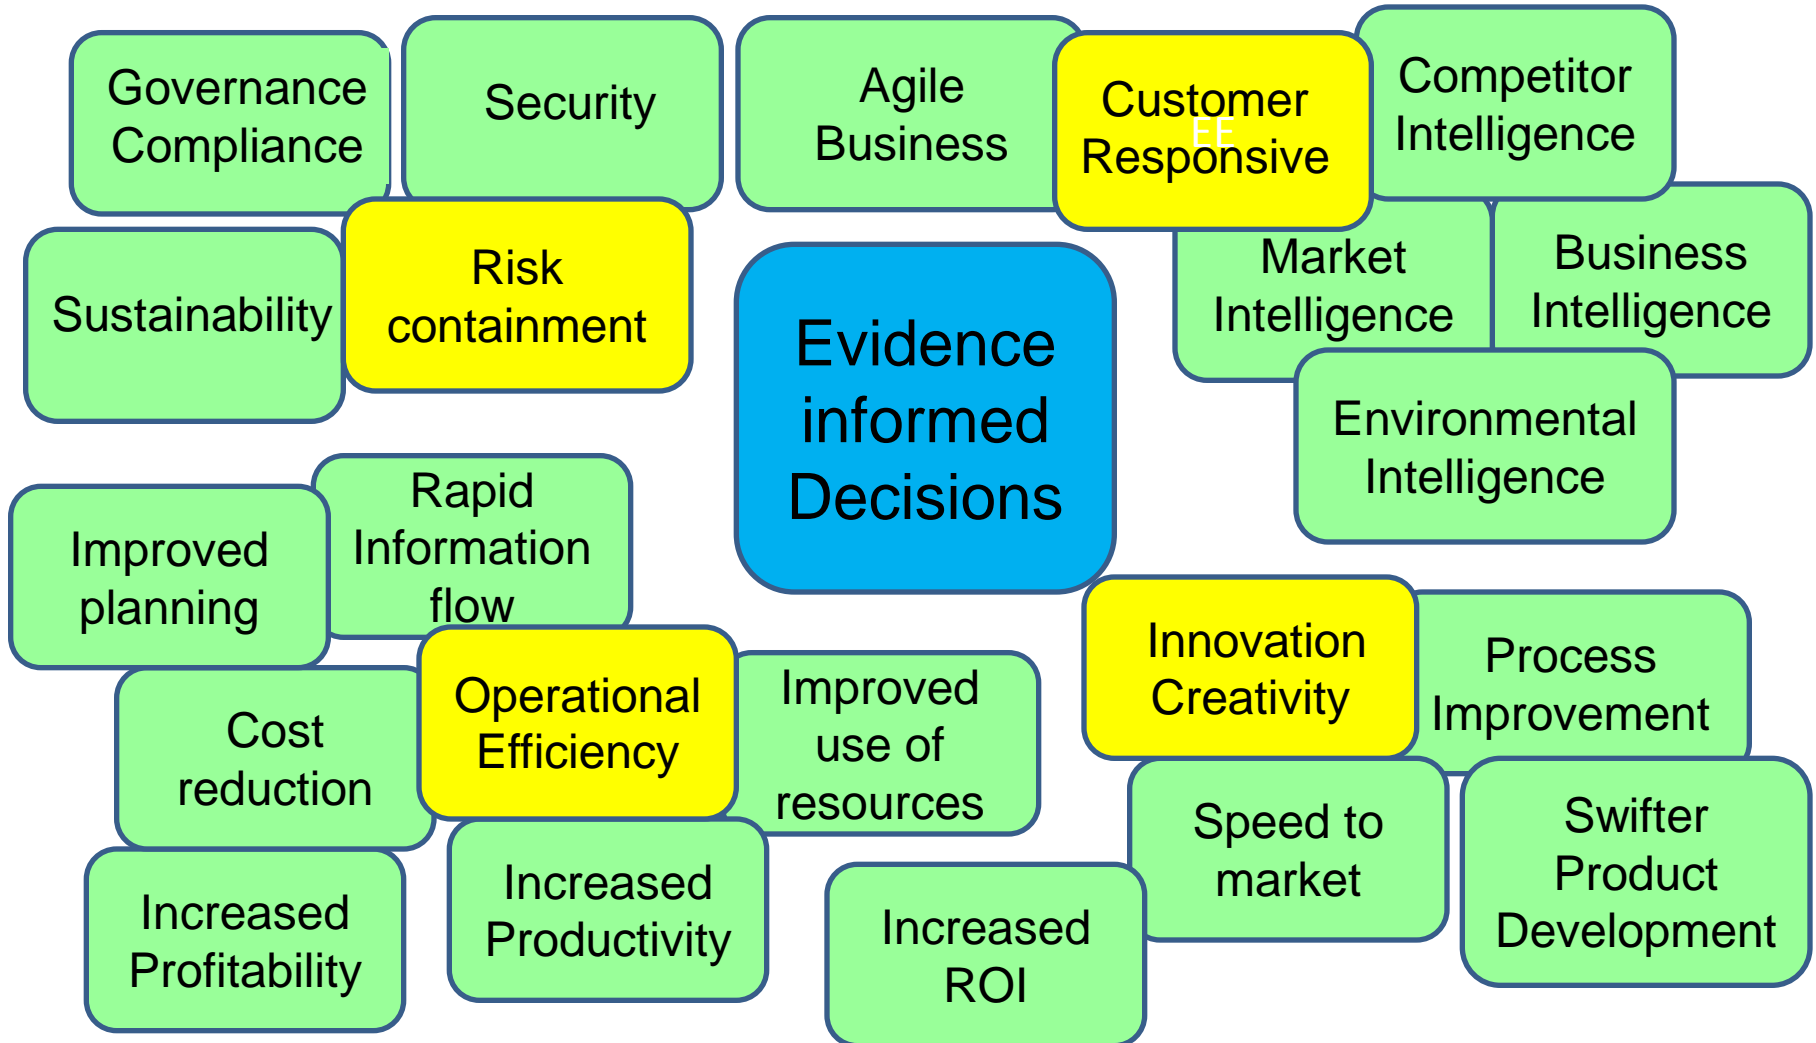 Governance
Compliance
Security
Agile
Business
Customer
EE
Responsive
Competitor
Intelligence
Sustainability
Risk
containment
Market
Intelligence
Business
Intelligence
Evidence
informed
Decisions
Environmental
Intelligence
Improved
planning
Rapid
Information
flow
Cost
reduction
Operational
Efficiency
Improved
use of
resources
Innovation
Creativity
Process
Improvement
Increased
Profitability
Increased
Productivity
Increased
ROI
Speed to
market
Swifter
Product
Development